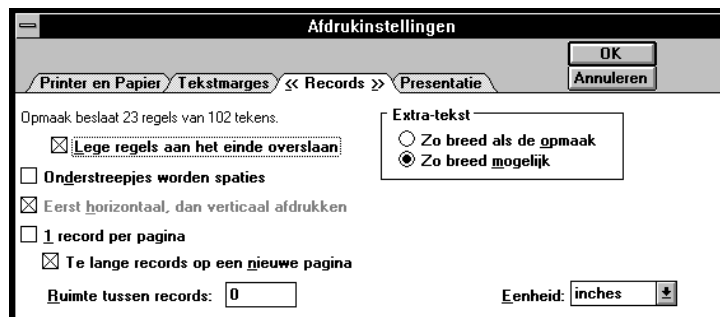 Afdrukinstellingen
OK
Annuleren
Printer en Papier Tekstmarges << Records >> Presentatie
Opmaak beslaat 23 regels van 102 tekens.
Lege regels aan het einde overslaan
Onderstreepjes worden spaties
Eerst horizontaal, dan verticaal afdrukken
1 record per pagina
Te lange records op een nieuwe pagina
Ruimte tussen records: 0
Extra-tekst
Zo breed als de opmaak
Zo breed mogelijk
Eenheid: inches